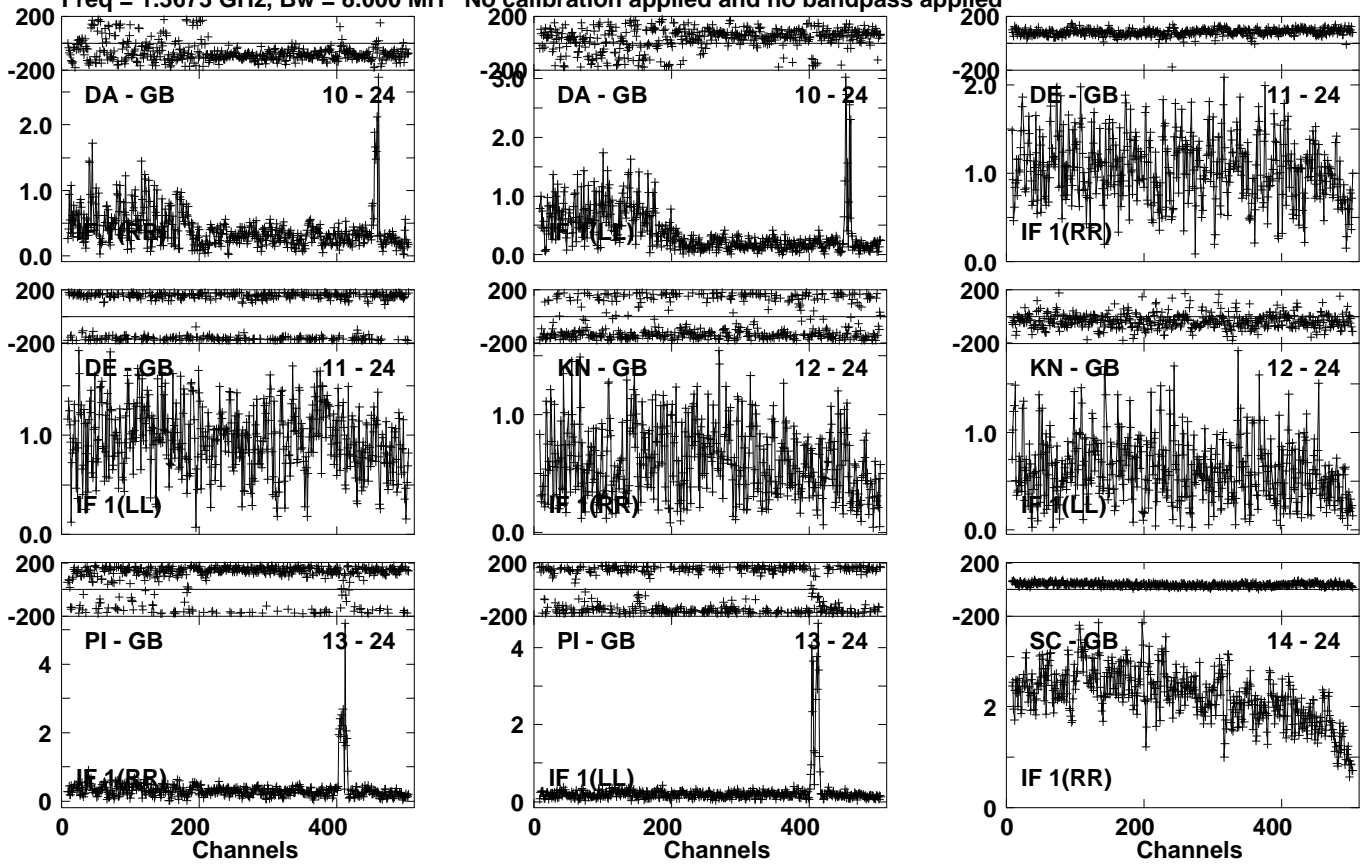 Freq = 1.3675 GHz, Bw = 8.000 MH No calibration applied and no bandpass applied
200 200 200
-200 -200 -200
3.0
DA - GB 10 - 24 DA - GB 10 - 24 DE - GB 11 - 24
2.0 2.0 2.0
1.0 1.0 1.0
IF 1(RR) IF 1(LL) IF 1(RR)
0.0 0.0 0.0
200 200 200
-200 -200 -200
DE - GB 11 - 24 KN - GB 12 - 24 KN - GB 12 - 24
1.0 1.0 1.0
IF 1(LL) IF 1(RR) IF 1(LL)
0.0 0.0 0.0
200 200 200
-200 -200 -200
PI - GB 13 - 24 PI - GB 13 - 24 SC - GB 14 - 24
4 4
2 2 2
IF 1(RR) IF 1(LL) IF 1(RR)
0 0 0
0 200 400 0 200 400 0 200 400
Channels Channels Channels